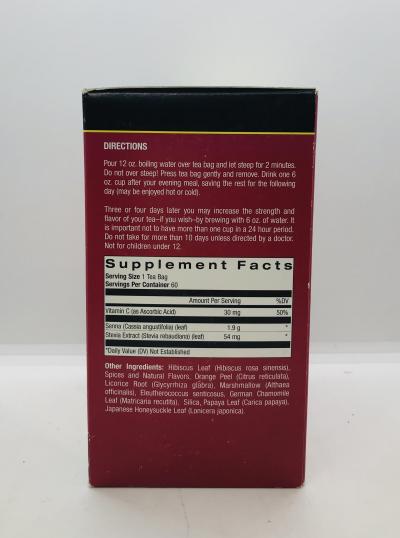 DIRECTIONS
Pour 12 oz. boiling water over tea bag and let steep for 2 minutes.
Do not over steep! Press tea bag gently and remove. Drink one 6
oz. cup after your evening meal, saving the rest for the following
day (may be enjoyed hot or cold).
Three or four days later you may increase the strength and
flavor of your tea–if you wish–by brewing with 6 oz. of water. It
is important not to have more than one cup in a 24 hour period.
Do not take for more than 10 days unless directed by a doctor.
Not for children under 12.
Supplement Facts
Serving Size 1 Tea Bag
Servings Per Container 60
Amount Per Serving %DV
Vitamin C (as Ascorbic Acid) 30 mg 50%
Senna (Cassia angustifolia) (leaf) 1.9 g *
Stevia Extract (Stevia rebaudiana) (leaf) 54 mg *
*Daily Value (DV) Not Established
Other Ingredients: Hibiscus Leaf (Hibiscus rosa sinensis),
Spices and Natural Flavors, Orange Peel (Citrus reticulata),
Licorice Root (Glycyrrhiza glabra), Marshmallow (Althaea
officinalis), Eleutherococcus senticosus, German Chamomile
Leaf (Matricaria recutita), Silica, Papaya Leaf (Carica papaya),
Japanese Honeysuckle Leaf (Lonicera japonica).